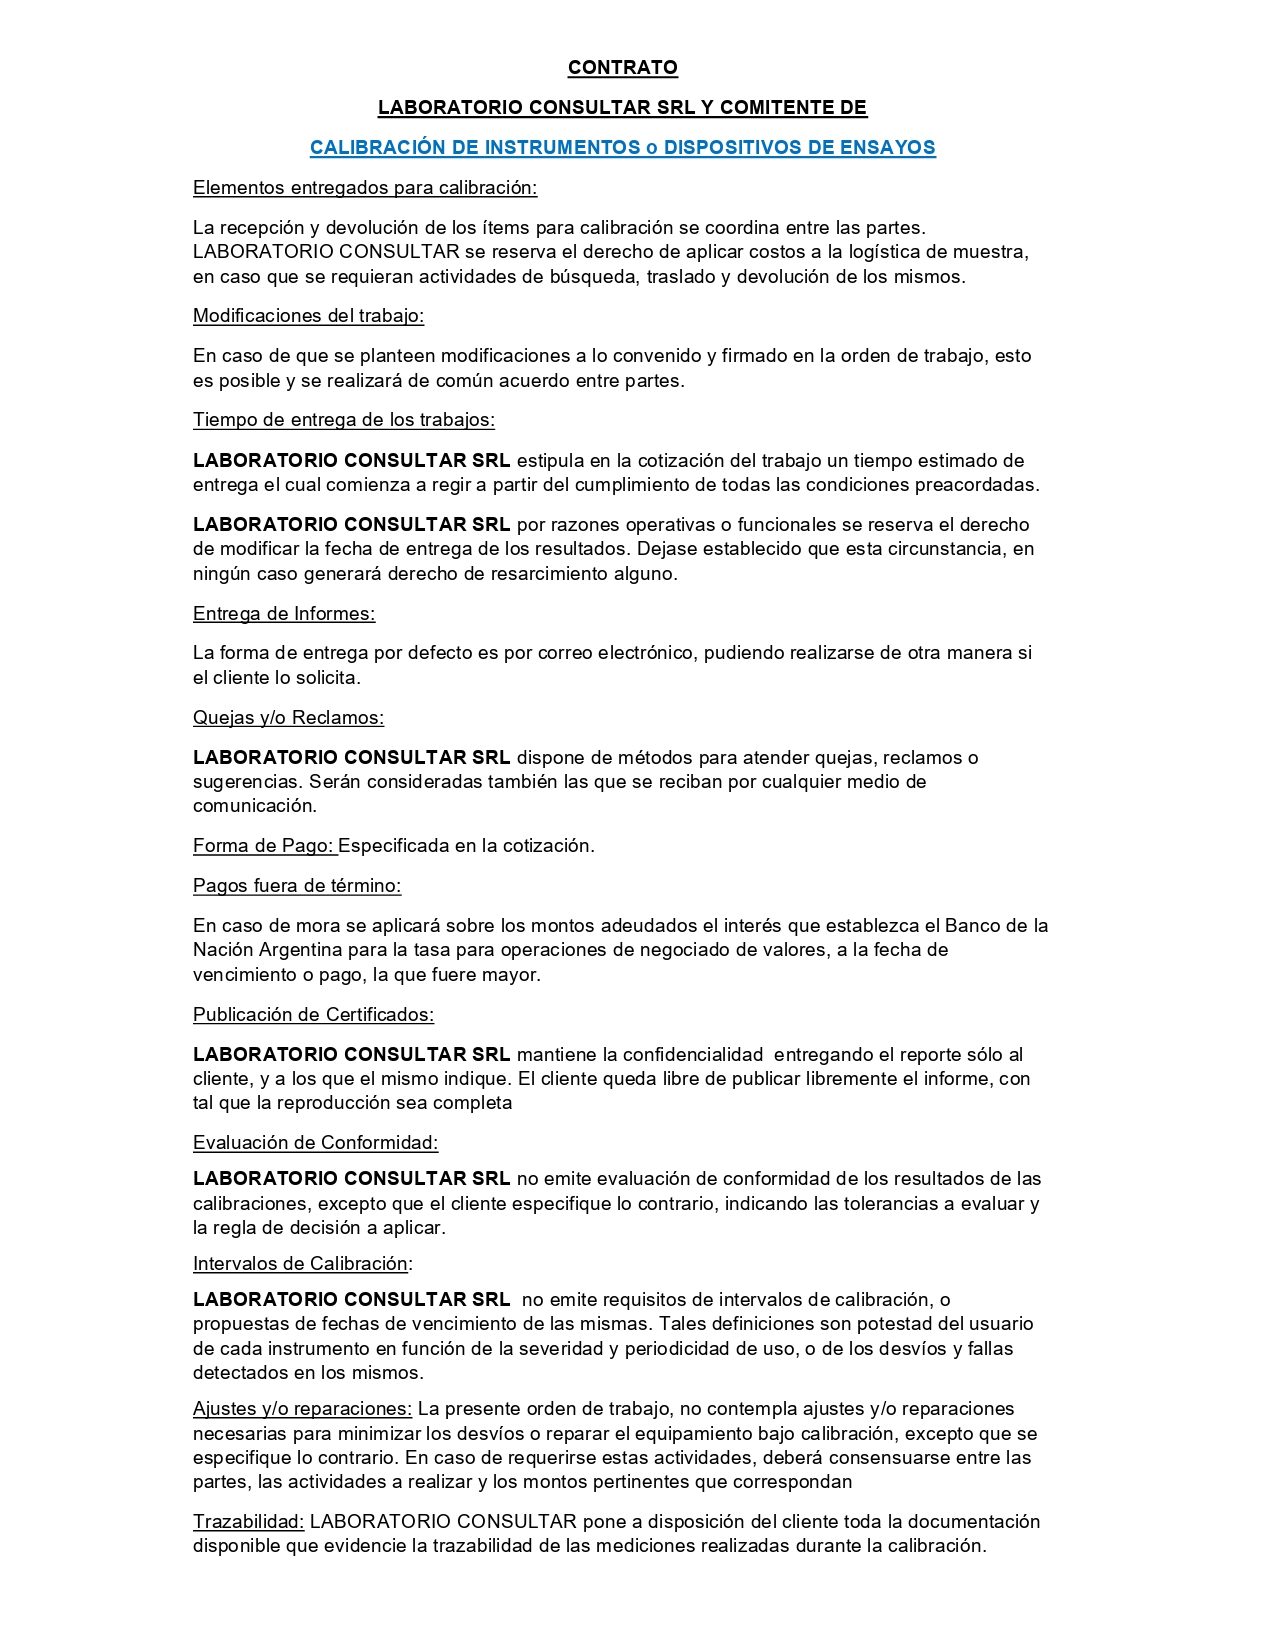 CONTRATO
LABORATORIO CONSULTAR SRL Y COMITENTE DE
CALIBRACIÓN DE INSTRUMENTOS o DISPOSITIVOS DE ENSAYOS
Elementos entregados para calibración:
La recepción y devolución de los ítems para calibración se coordina entre las partes.
LABORATORIO CONSULTAR se reserva el derecho de aplicar costos a la logística de muestra,
en caso que se requieran actividades de búsqueda, traslado y devolución de los mismos.
Modificaciones del trabajo:
En caso de que se planteen modificaciones a lo convenido y firmado en la orden de trabajo, esto
es posible y se realizará de común acuerdo entre partes.
Tiempo de entrega de los trabajos:
LABORATORIO CONSULTAR SRL estipula en la cotización del trabajo un tiempo estimado de
entrega el cual comienza a regir a partir del cumplimiento de todas las condiciones preacordadas.
LABORATORIO CONSULTAR SRL por razones operativas o funcionales se reserva el derecho
de modificar la fecha de entrega de los resultados. Dejase establecido que esta circunstancia, en
ningún caso generará derecho de resarcimiento alguno.
Entrega de Informes:
La forma de entrega por defecto es por correo electrónico, pudiendo realizarse de otra manera si
el cliente lo solicita.
Quejas y/o Reclamos:
LABORATORIO CONSULTAR SRL dispone de métodos para atender quejas, reclamos o
sugerencias. Serán consideradas también las que se reciban por cualquier medio de
comunicación.
Forma de Pago: Especificada en la cotización.
Pagos fuera de término:
En caso de mora se aplicará sobre los montos adeudados el interés que establezca el Banco de la
Nación Argentina para la tasa para operaciones de negociado de valores, a la fecha de
vencimiento o pago, la que fuere mayor.
Publicación de Certificados:
LABORATORIO CONSULTAR SRL mantiene la confidencialidad  entregando el reporte sólo al
cliente, y a los que el mismo indique. El cliente queda libre de publicar libremente el informe, con
tal que la reproducción sea completa
Evaluación de Conformidad:
LABORATORIO CONSULTAR SRL no emite evaluación de conformidad de los resultados de las
calibraciones, excepto que el cliente especifique lo contrario, indicando las tolerancias a evaluar y
la regla de decisión a aplicar.
Intervalos de Calibración:
LABORATORIO CONSULTAR SRL  no emite requisitos de intervalos de calibración, o
propuestas de fechas de vencimiento de las mismas. Tales definiciones son potestad del usuario
de cada instrumento en función de la severidad y periodicidad de uso, o de los desvíos y fallas
detectados en los mismos.
Ajustes y/o reparaciones: La presente orden de trabajo, no contempla ajustes y/o reparaciones
necesarias para minimizar los desvíos o reparar el equipamiento bajo calibración, excepto que se
especifique lo contrario. En caso de requerirse estas actividades, deberá consensuarse entre las
partes, las actividades a realizar y los montos pertinentes que correspondan
Trazabilidad: LABORATORIO CONSULTAR pone a disposición del cliente toda la documentación
disponible que evidencie la trazabilidad de las mediciones realizadas durante la calibración.